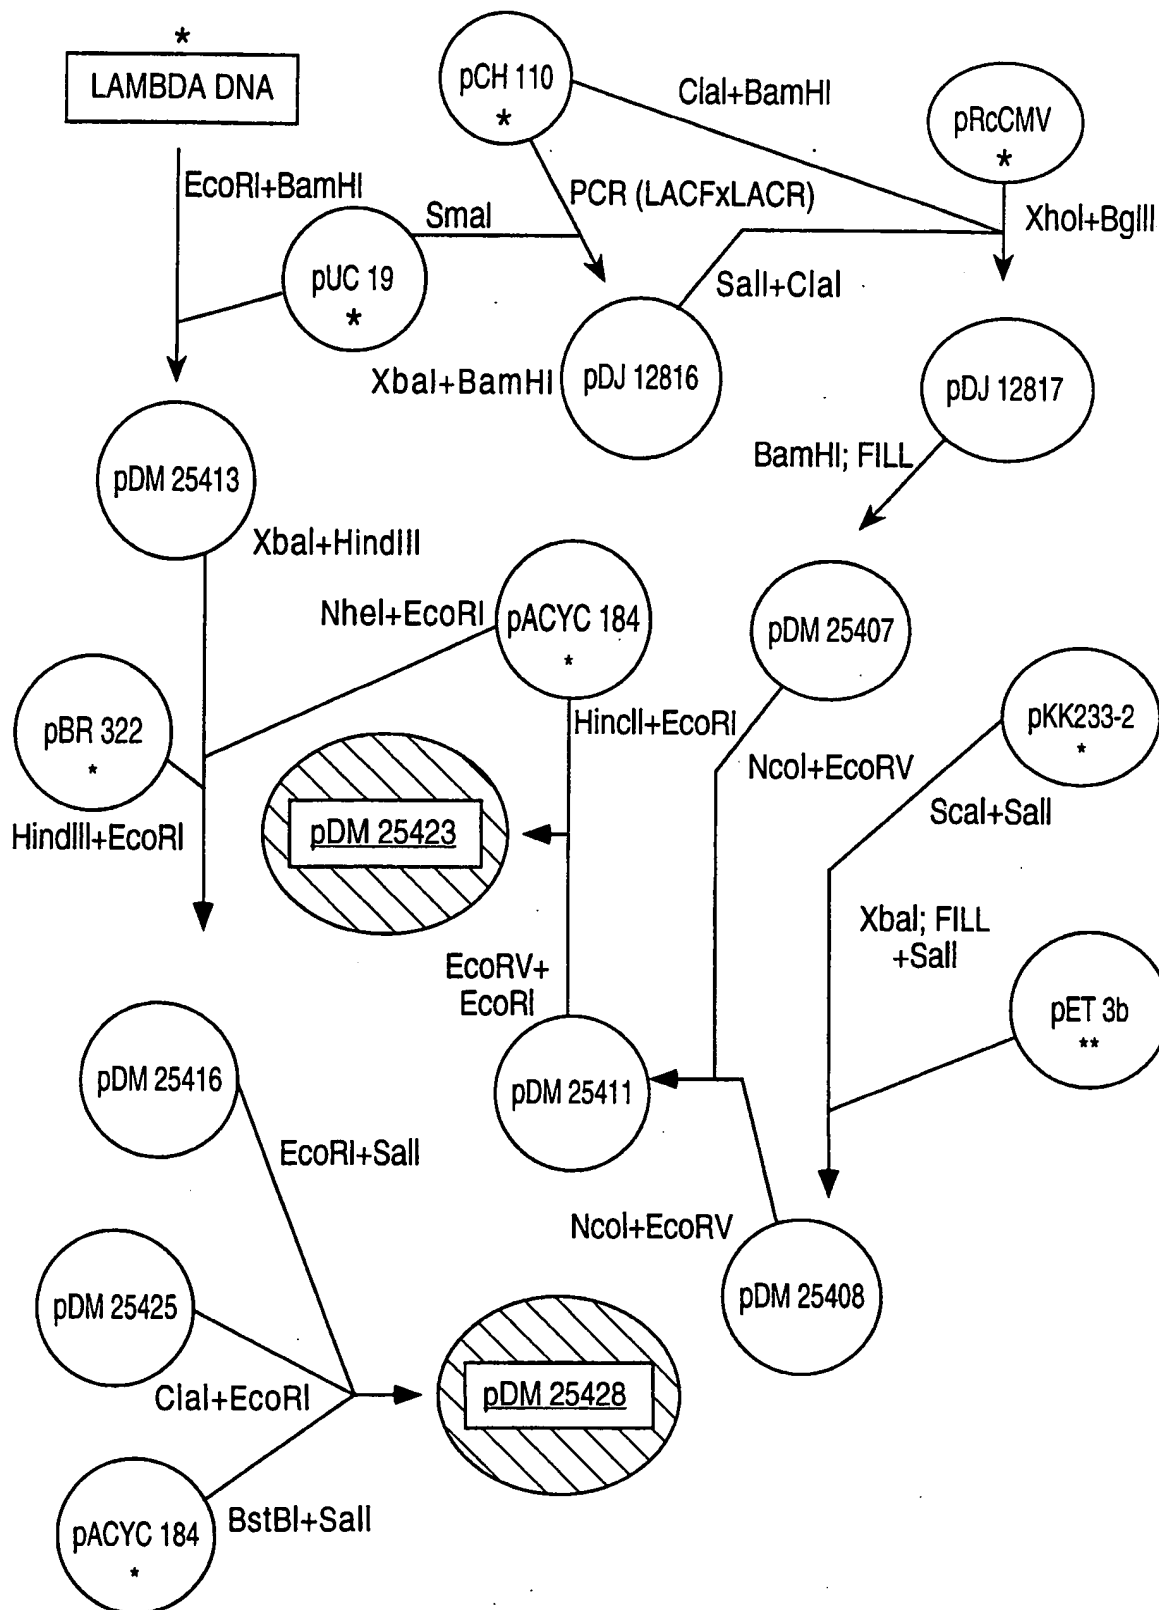 *
LAMBDA DNA
pCH 110
*
ClaI+BamHI
pRcCMV
*
EcoRI+BamHI
SmaI
PCR (LACFxLACR)
XhoI+BglII
pUC 19
*
SalI+ClaI
XbaI+BamHI
pDJ 12816
pDJ 12817
BamHI; FILL
pDM 25413
XbaI+HindIII
NheI+EcoRI
pACYC 184
*
pDM 25407
pBR 322
*
HincII+EcoRI
pKK233-2
*
NcoI+EcoRV
ScaI+SalI
HindIII+EcoRI
pDM 25423
XbaI; FILL
+SalI
EcoRV+
EcoRI
pET 3b
**
pDM 25416
pDM 25411
EcoRI+SalI
NcoI+EcoRV
pDM 25408
pDM 25425
ClaI+EcoRI
pDM 25428
pACYC 184
*
BstBI+SalI